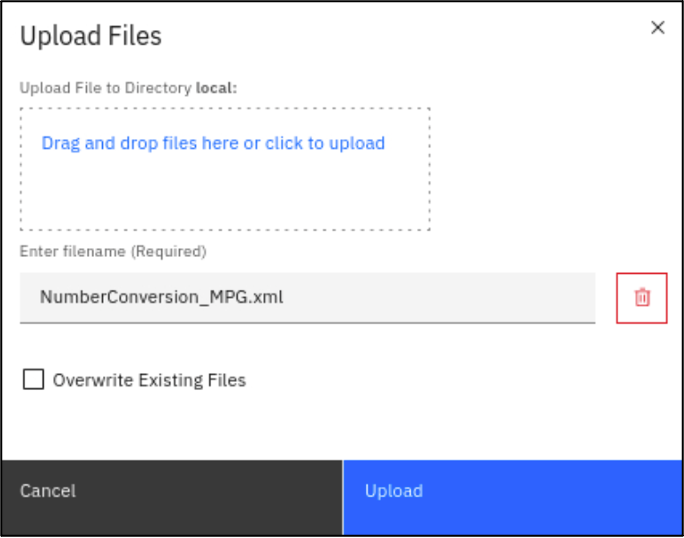 Upload Files
Upload File to Directory local:
Drag and drop files here or click to upload
Enter filename (Required)
NumberConversion_MPG.xml
Overwrite Existing Files
Cancel
Upload